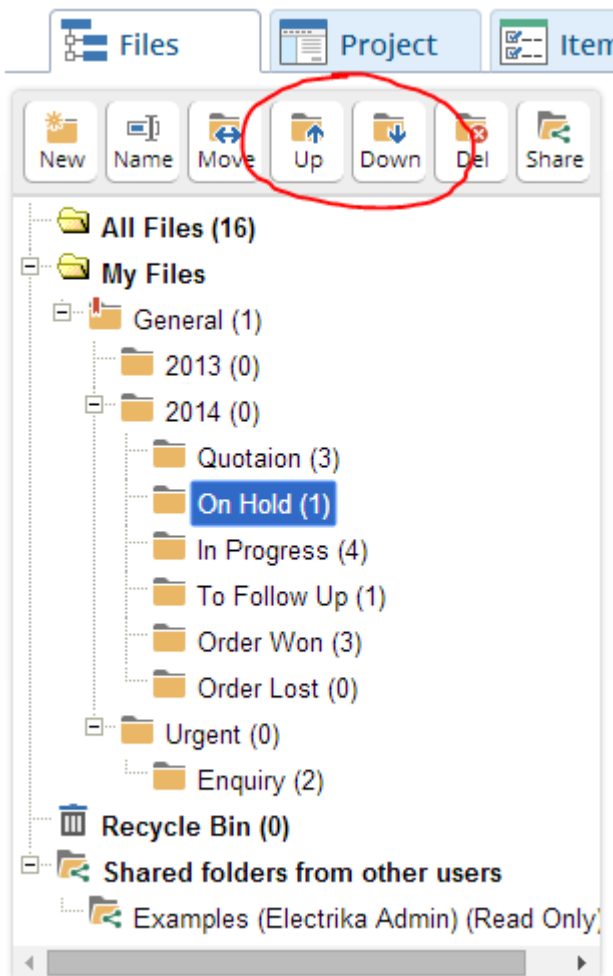 Files Project Item
New Name Move Up Down Del Share
All Files (16)
My Files
General (1)
2013 (0)
2014 (0)
Quotaion (3)
On Hold (1)
In Progress (4)
To Follow Up (1)
Order Won (3)
Order Lost (0)
Urgent (0)
Enquiry (2)
Recycle Bin (0)
Shared folders from other users
Examples (Electrika Admin) (Read Only)